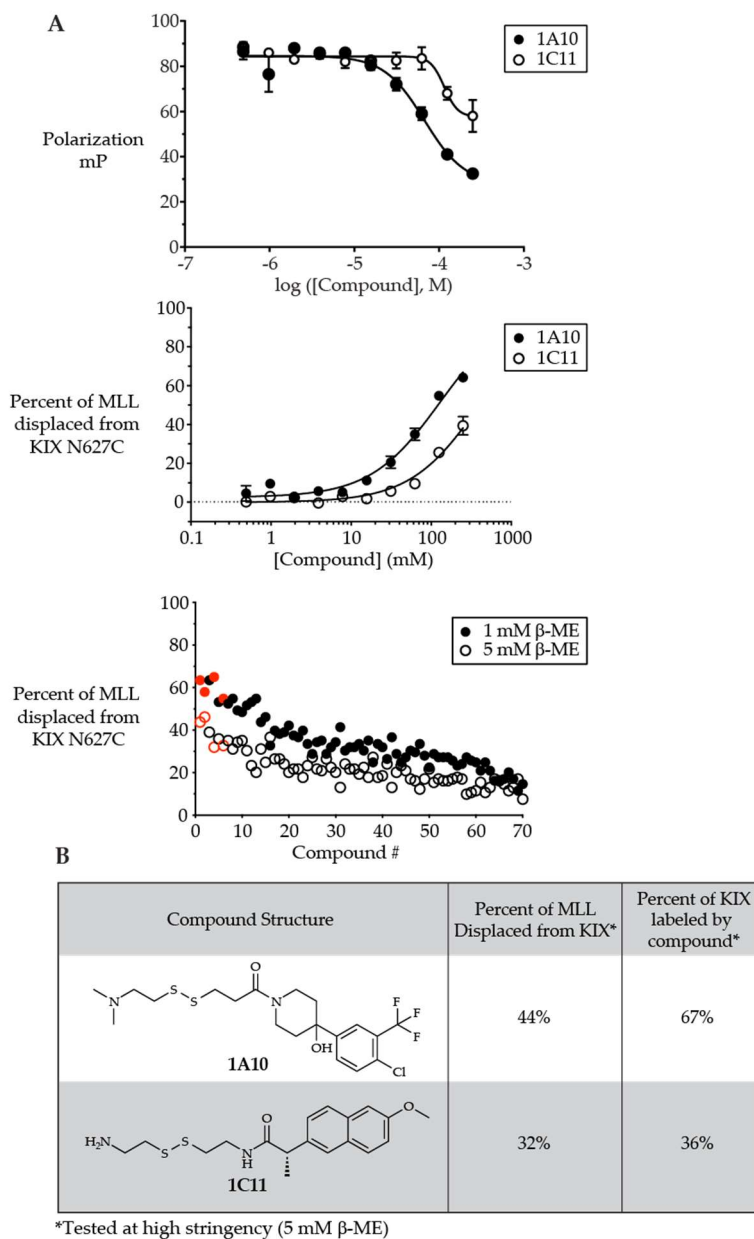 A
100
80
60
40
20
0
Polarization
mP
1A10
1C11
-7
-6
-5
-4
-3
log ([Compound], M)
100
80
60
40
20
0
Percent of MLL
displaced from
KIX N627C
1A10
1C11
0.1
1
10
100
1000
[Compound] (mM)
100
80
60
40
20
0
Percent of MLL
displaced from
KIX N627C
1 mM β-ME
5 mM β-ME
0
10
20
30
40
50
60
70
Compound #
B
Compound Structure
Percent of MLL
Displaced from KIX*
Percent of KIX
labeled by
compound*
N
S
S
O
N
OH
F
F
F
Cl
1A10
44%
67%
H₂N
S
S
N
H
O
O
1C11
32%
36%
*Tested at high stringency (5 mM β-ME)